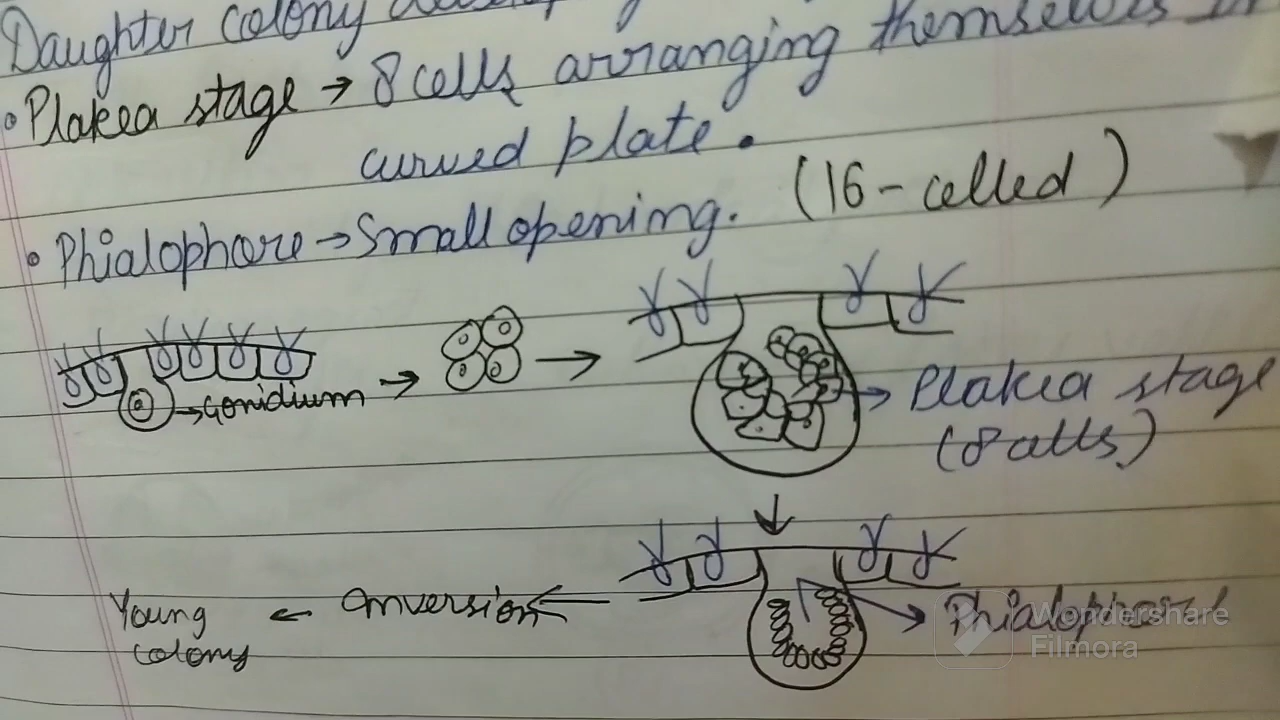 Daughter colony
• Plakea stage → 8 cells arranging themselves in
curved plate.
• Phialophore → Small opening. (16-celled)
→ Gonidium →
→
→ Plakea stage
(8 cells)
↓
Young ← Inversion ←
colony
→ Phialophore
Wondershare
Filmora